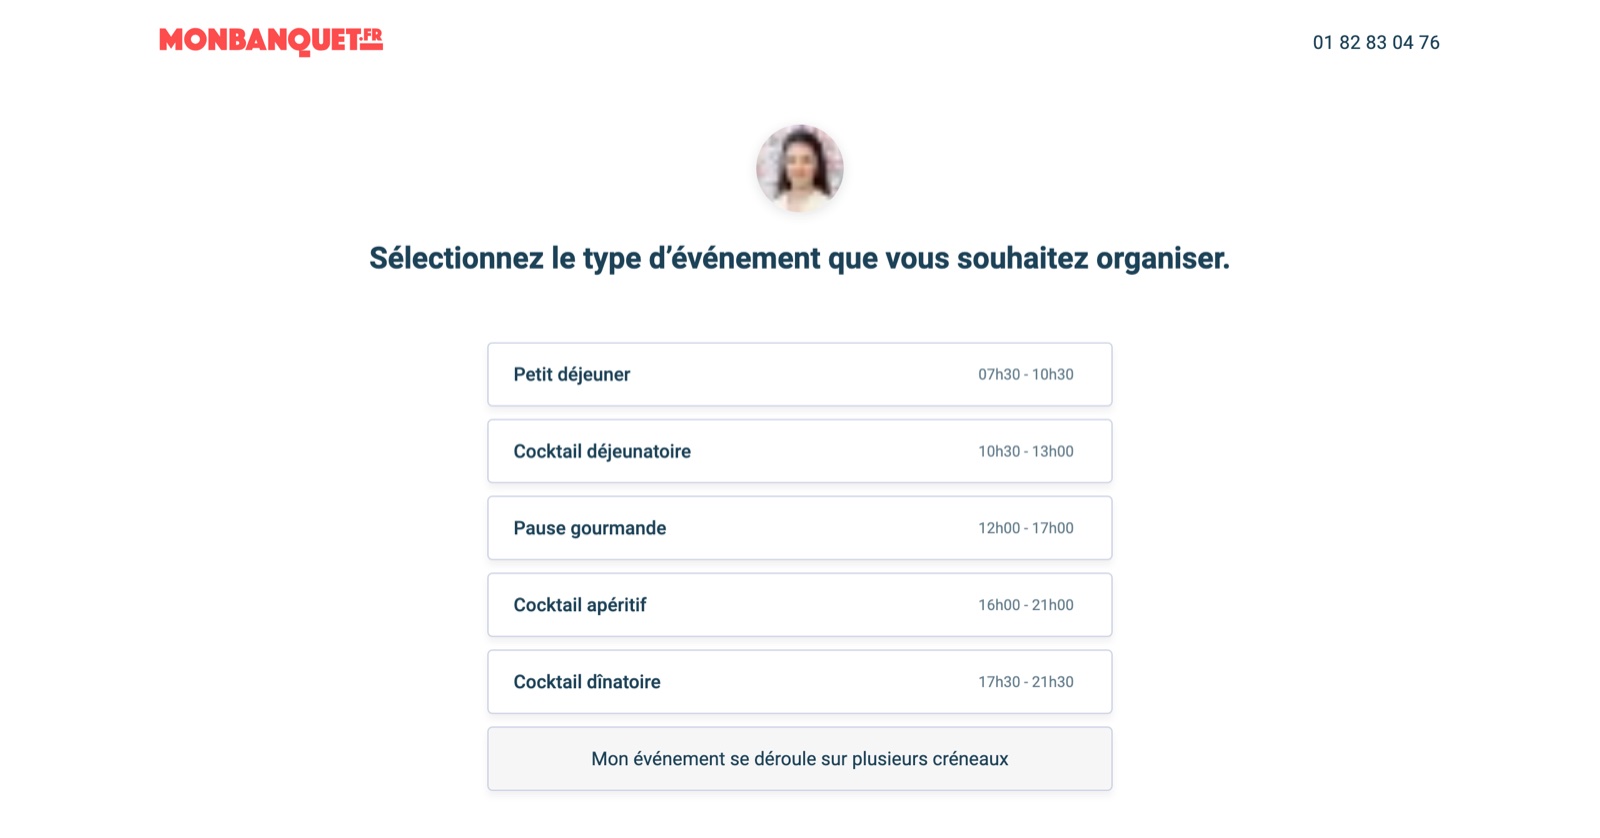 MONBANQUET.FR
01 82 83 04 76
Sélectionnez le type d’événement que vous souhaitez organiser.
Petit déjeuner 07h30 - 10h30
Cocktail déjeunatoire 10h30 - 13h00
Pause gourmande 12h00 - 17h00
Cocktail apéritif 16h00 - 21h00
Cocktail dînatoire 17h30 - 21h30
Mon événement se déroule sur plusieurs créneaux